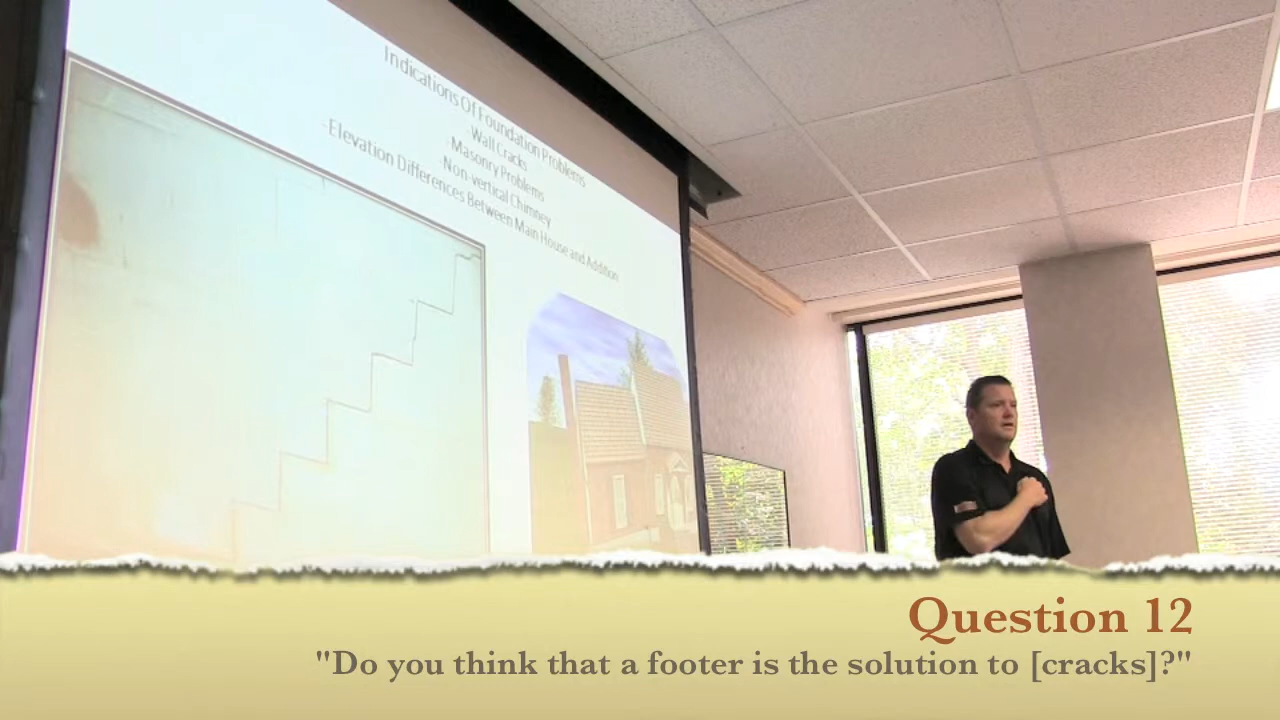 Indications Of Foundation Problems
-Wall Cracks
-Masonry Problems
-Non-vertical Chimney
-Elevation Differences Between Main House and Addition
Question 12
"Do you think that a footer is the solution to [cracks]?"